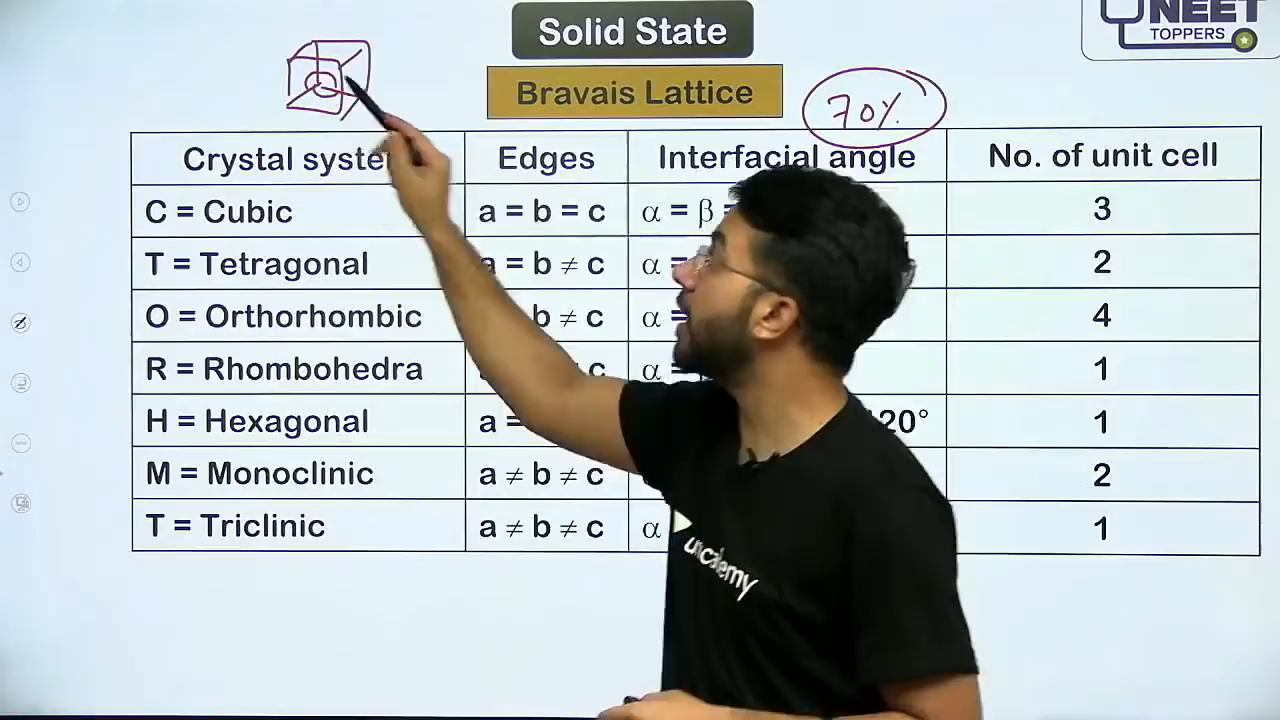 Solid State
NEET
TOPPERS
Bravais Lattice
70%
Crystal syste Edges Interfacial angle No. of unit cell
C = Cubic a = b = c α = β = 3
T = Tetragonal a = b ≠ c α = 2
O = Orthorhombic b ≠ c α = 4
R = Rhombohedra c α = 1
H = Hexagonal a = 20° 1
M = Monoclinic a ≠ b ≠ c 2
T = Triclinic a ≠ b ≠ c α 1
unacademy